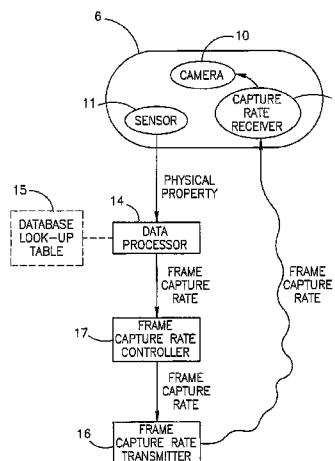 6
10
CAMERA
11
SENSOR
CAPTURE
RATE
RECEIVER
15
PHYSICAL
PROPERTY
14
DATABASE
LOOK-UP
TABLE
DATA
PROCESSOR
FRAME
CAPTURE
RATE
FRAME
CAPTURE
RATE
17
FRAME
CAPTURE RATE
CONTROLLER
FRAME
CAPTURE
RATE
16
FRAME
CAPTURE RATE
TRANSMITTER